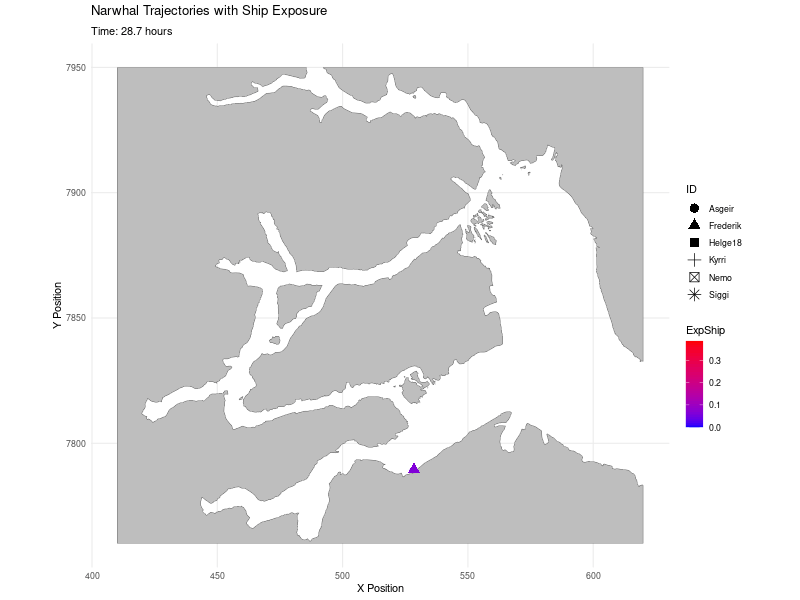 Narwhal Trajectories with Ship Exposure
Time: 28.7 hours
7950
7900
7850
7800
Y Position
400
450
500
550
600
X Position
ID
Asgeir
Frederik
Helge18
Kyrri
Nemo
Siggi
ExpShip
0.3
0.2
0.1
0.0